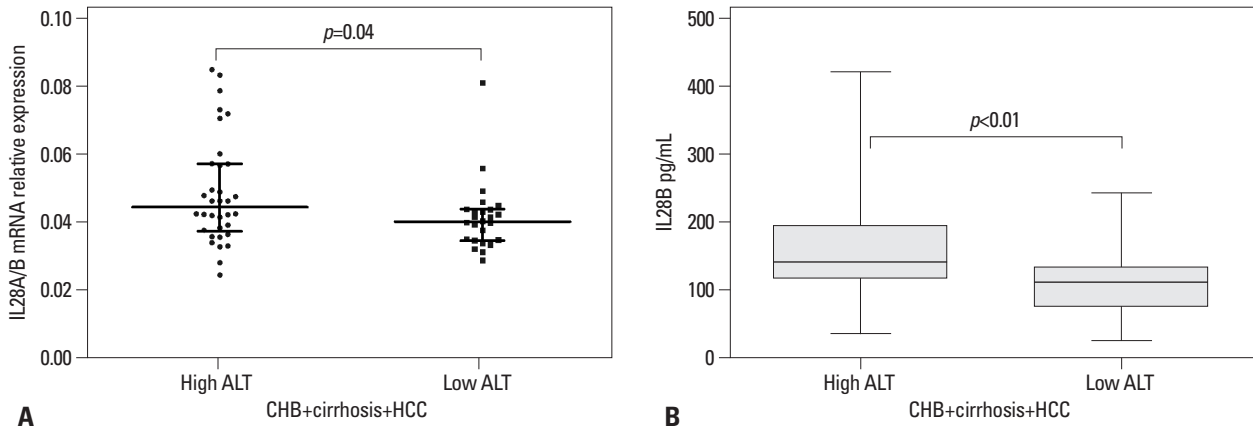 0.10
0.08
0.06
0.04
0.02
0.00
IL28A/B mRNA relative expression
p=0.04
High ALT
Low ALT
CHB+cirrhosis+HCC
A
500
400
300
200
100
0
IL28B pg/mL
p<0.01
High ALT
Low ALT
CHB+cirrhosis+HCC
B